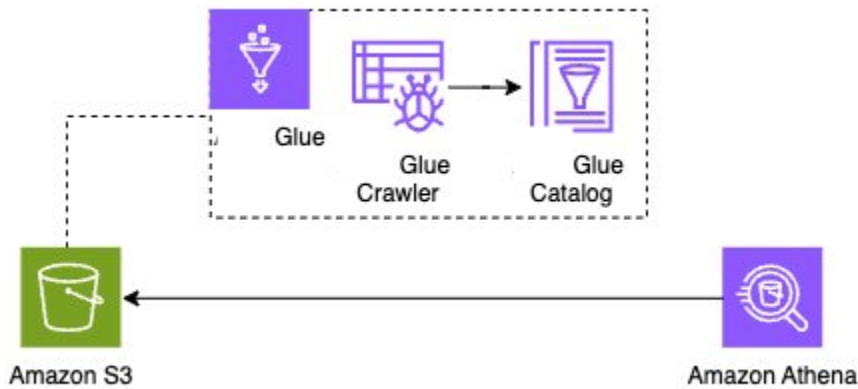 Glue
Glue
Crawler
Glue
Catalog
Amazon S3
Amazon Athena